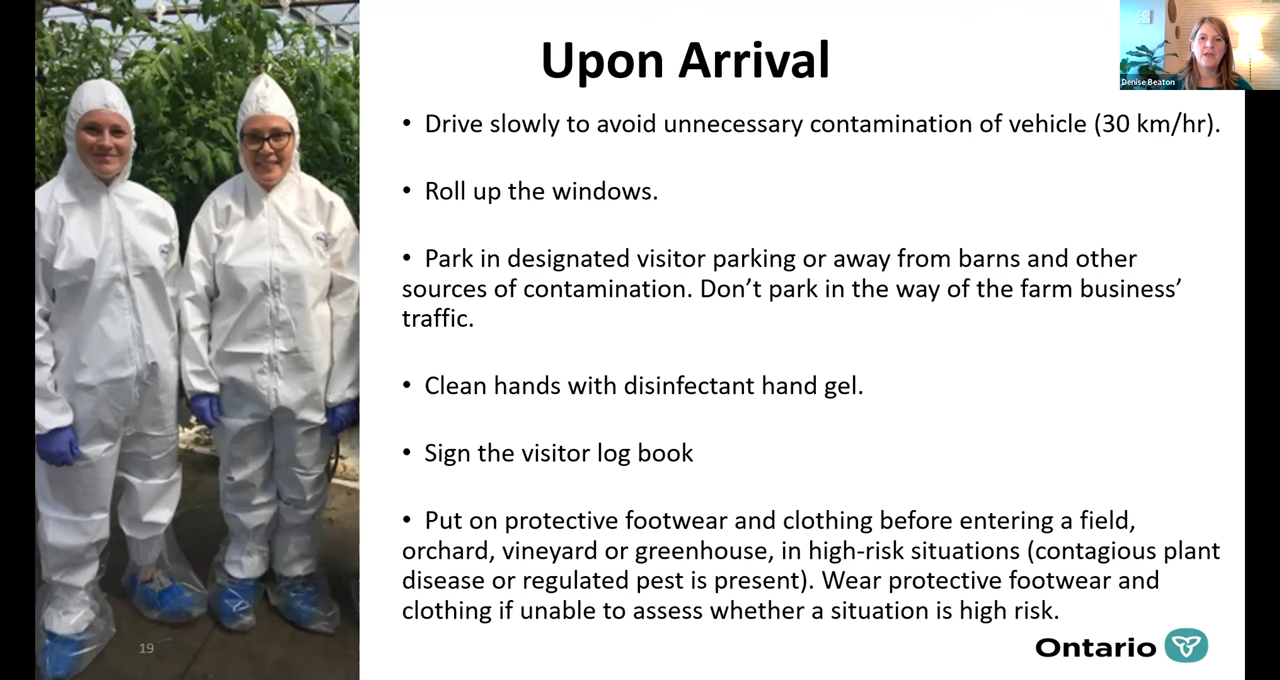 Upon Arrival
Denise Beaton
• Drive slowly to avoid unnecessary contamination of vehicle (30 km/hr).
• Roll up the windows.
• Park in designated visitor parking or away from barns and other
sources of contamination. Don’t park in the way of the farm business’
traffic.
• Clean hands with disinfectant hand gel.
• Sign the visitor log book
• Put on protective footwear and clothing before entering a field,
orchard, vineyard or greenhouse, in high-risk situations (contagious plant
disease or regulated pest is present). Wear protective footwear and
clothing if unable to assess whether a situation is high risk.
19
Ontario